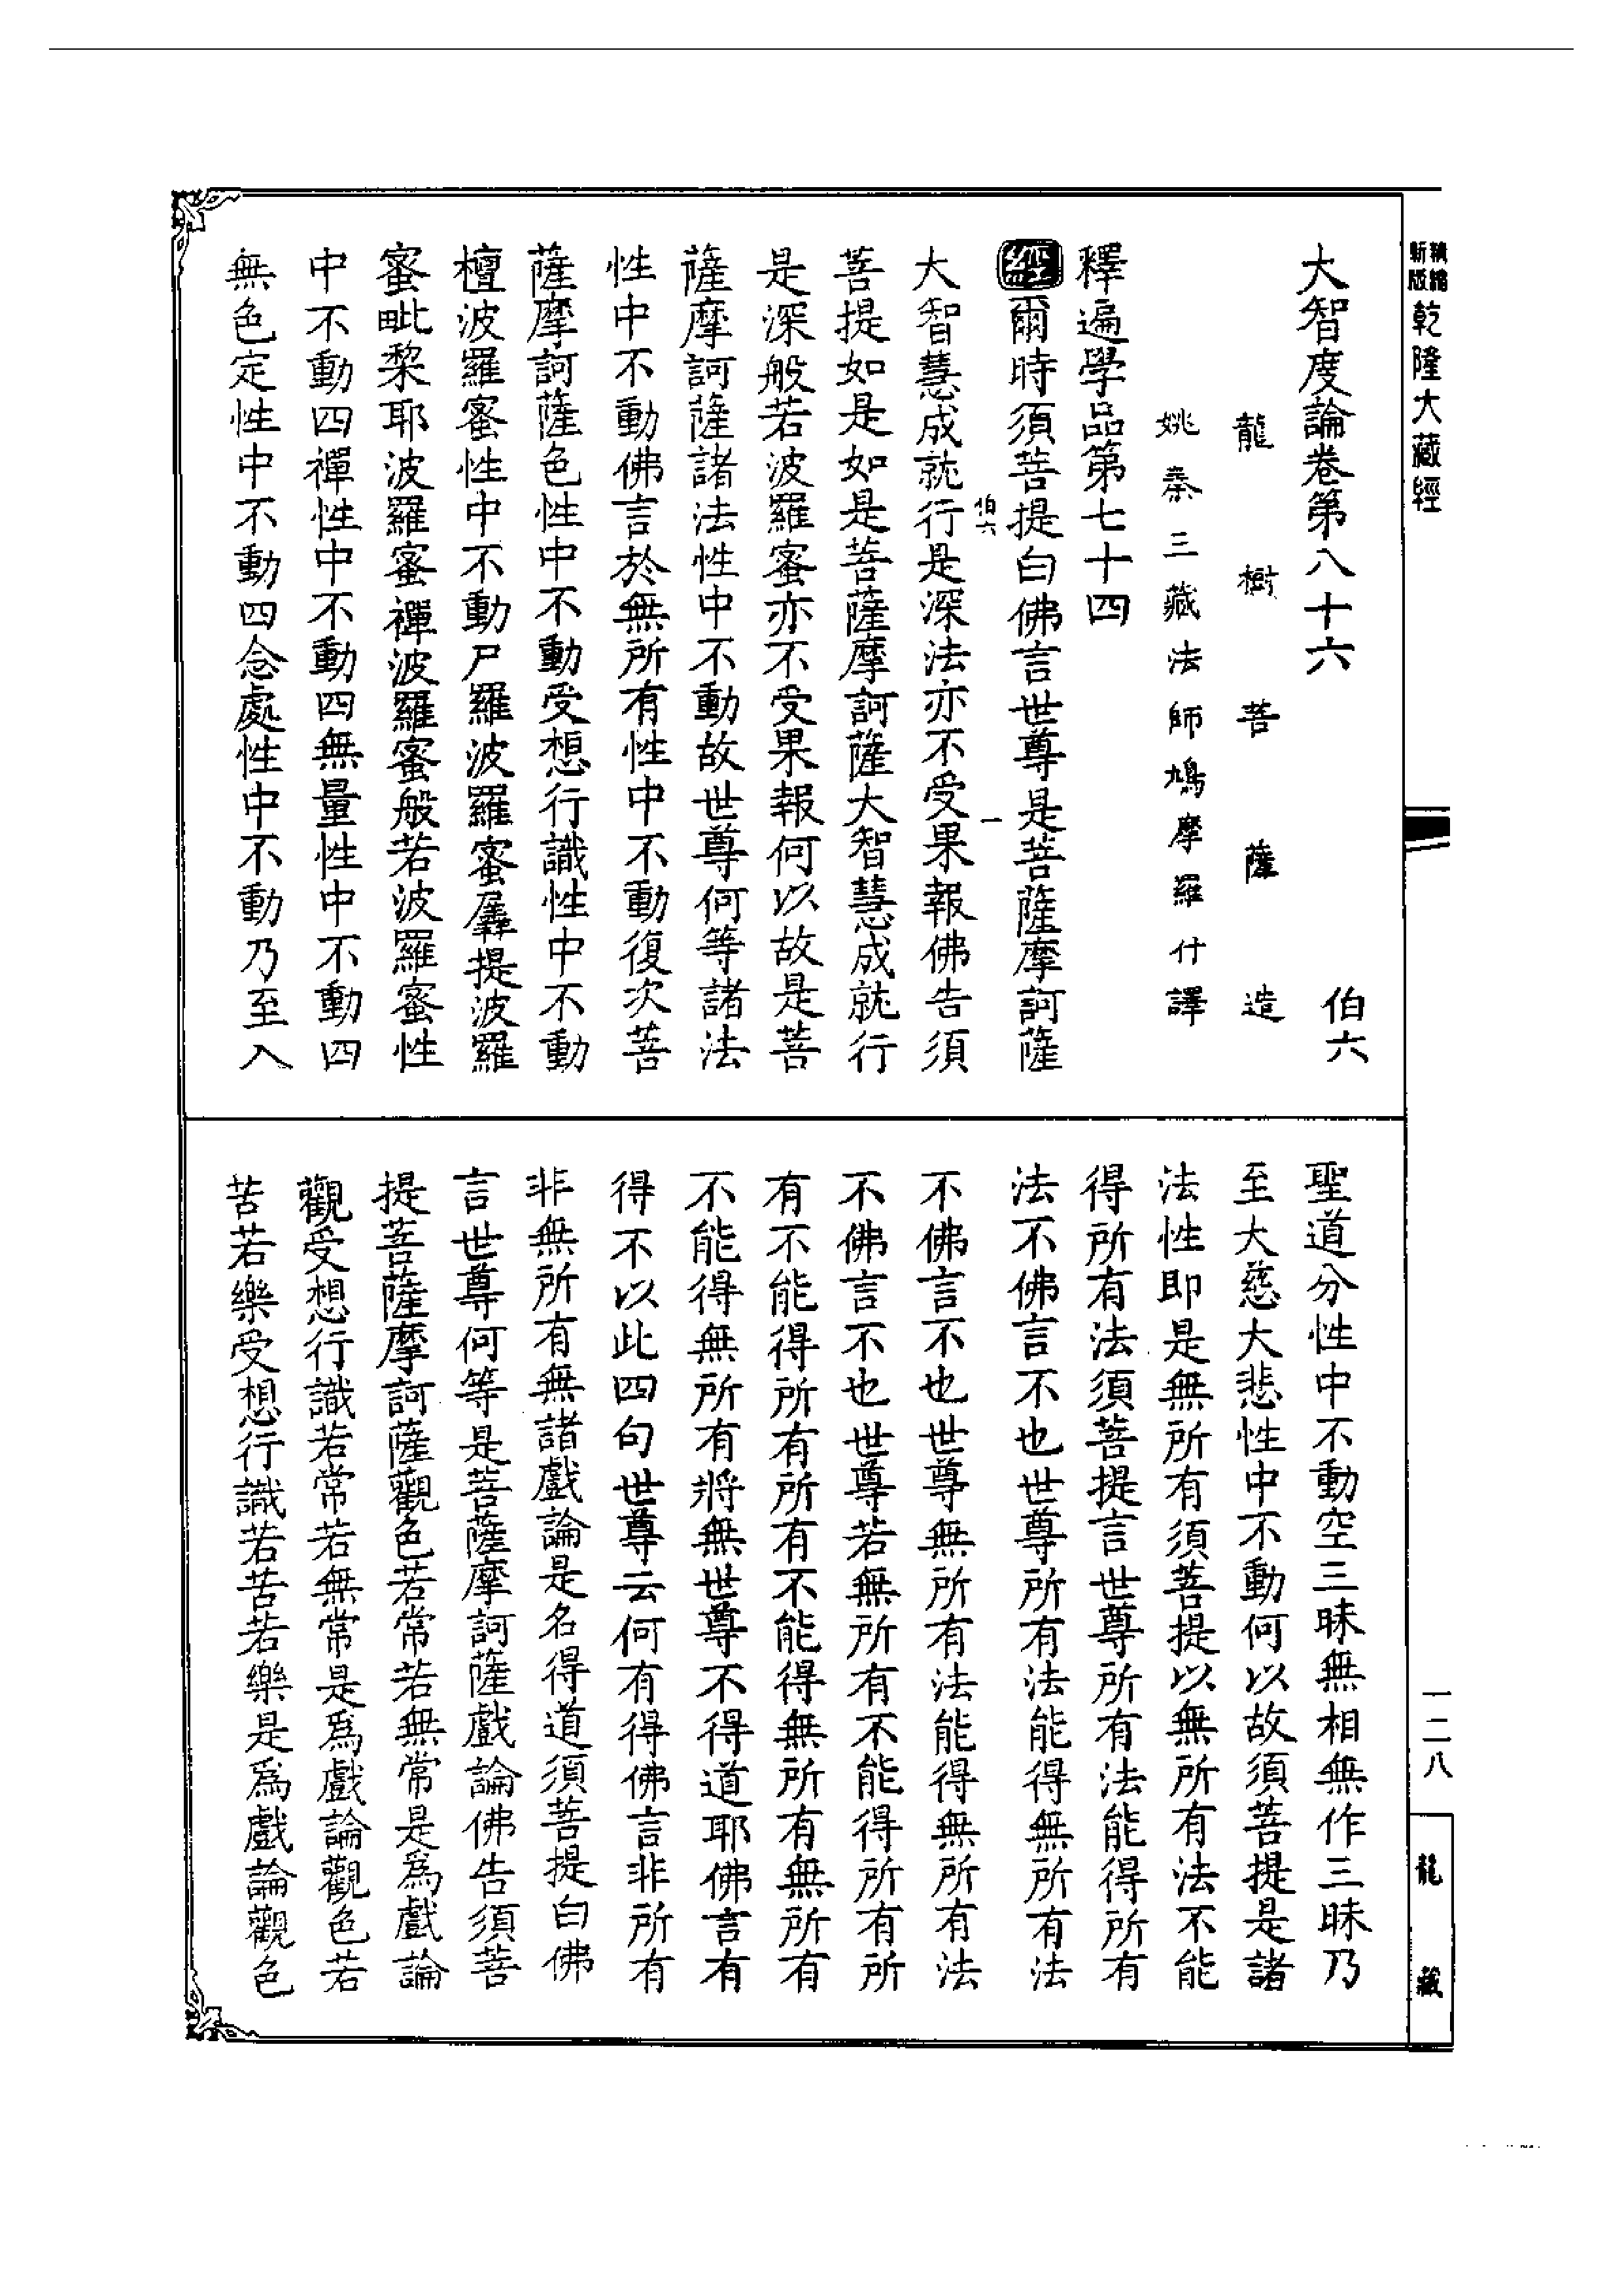 新版
精縮
乾隆大藏經
大智度論卷第八十六 伯六
龍樹菩薩造
姚秦三藏法師鳩摩羅什譯
釋遍學品第七十四
經爾時須菩提白佛言世尊是菩薩摩訶薩
伯六 一
大智慧成就行是深法亦不受果報佛告須
菩提如是如是菩薩摩訶薩大智慧成就行
是深般若波羅蜜亦不受果報何以故是菩
薩摩訶薩諸法性中不動故世尊何等諸法
性中不動佛言於無所有性中不動復次菩
薩摩訶薩色性中不動受想行識性中不動
檀波羅蜜性中不動尸羅波羅蜜羼提波羅
蜜毗黎耶波羅蜜禪波羅蜜般若波羅蜜性
中不動四禪性中不動四無量性中不動四
無色定性中不動四念處性中不動乃至八
聖道分性中不動空三昧無相無作三昧乃
至大慈大悲性中不動何以故須菩提是諸
法性即是無所有須菩提以無所有法不能
得所有法須菩提言世尊所有法能得所有
法不佛言不也世尊所有法能得無所有法
不佛言不也世尊無所有法能得無所有法
不佛言不也世尊若無所有不能得所有所
有不能得所有所有不能得無所有無所有
不能得無所有將無世尊不得道耶佛言有
得不以此四句世尊云何有得佛言非所有
非無所有無諸戲論是名得道須菩提白佛
言世尊何等是菩薩摩訶薩戲論佛告須菩
提菩薩摩訶薩觀色若常若無常是為戲論
觀受想行識若常若無常是為戲論觀色若
苦若樂受想行識若苦若樂是為戲論觀色
一二八
龍藏